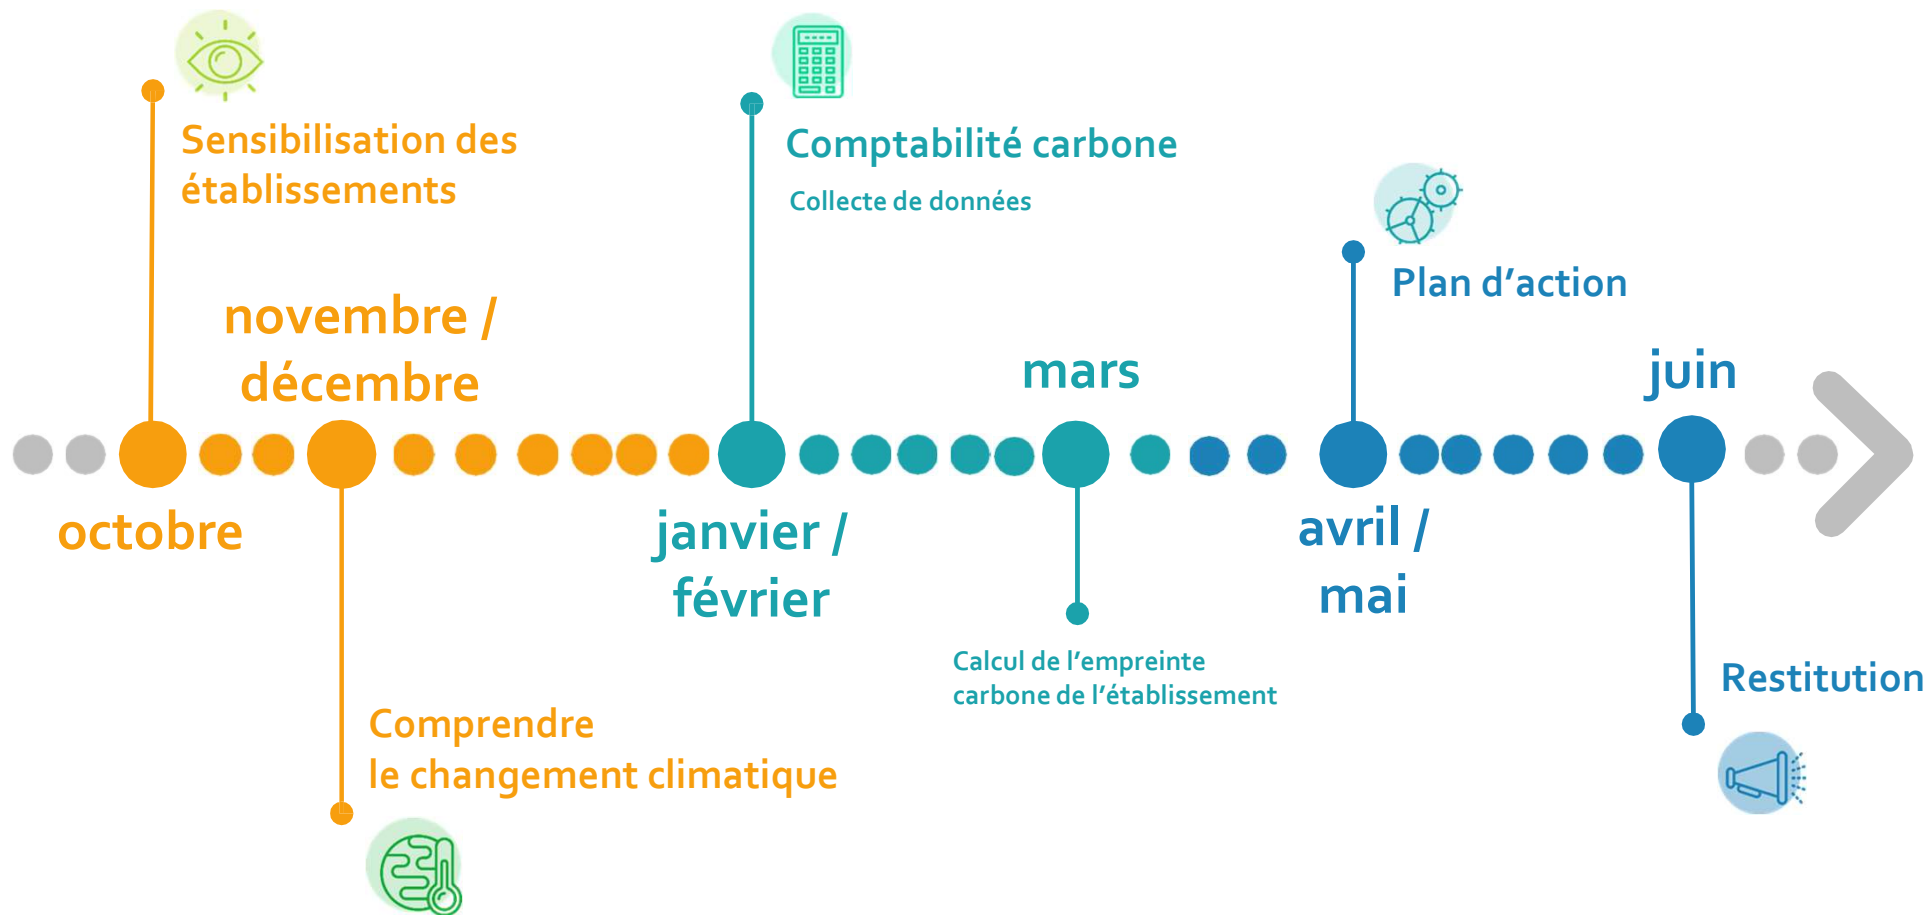 Sensibilisation des
établissements
octobre
novembre /
décembre
Comprendre
le changement climatique
Comptabilité carbone
Collecte de données
janvier /
février
mars
Calcul de l’empreinte
carbone de l’établissement
Plan d’action
avril /
mai
juin
Restitution